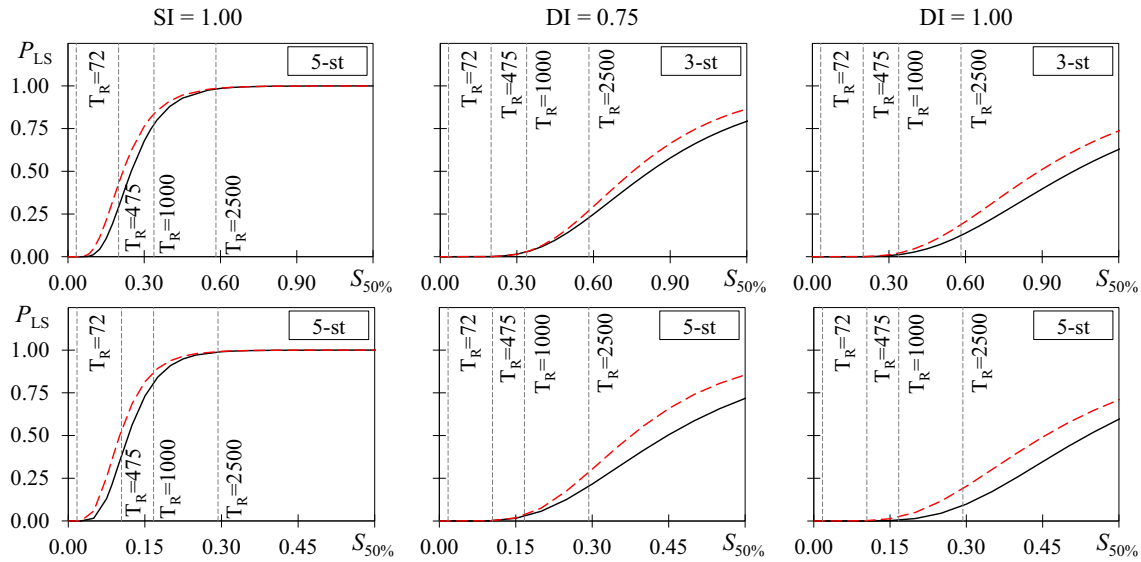 SI = 1.00
DI = 0.75
DI = 1.00
P_LS
1.00
0.75
0.50
0.25
0.00
T_R=72
T_R=475
T_R=1000
T_R=2500
5-st
0.00
0.30
0.60
0.90
S_50%
T_R=72
T_R=475
T_R=1000
T_R=2500
3-st
0.00
0.30
0.60
0.90
S_50%
T_R=72
T_R=475
T_R=1000
T_R=2500
3-st
0.00
0.30
0.60
0.90
S_50%
P_LS
1.00
0.75
0.50
0.25
0.00
T_R=72
T_R=475
T_R=1000
T_R=2500
5-st
0.00
0.15
0.30
0.45
S_50%
T_R=72
T_R=475
T_R=1000
T_R=2500
5-st
0.00
0.15
0.30
0.45
S_50%
T_R=72
T_R=475
T_R=1000
T_R=2500
5-st
0.00
0.15
0.30
0.45
S_50%